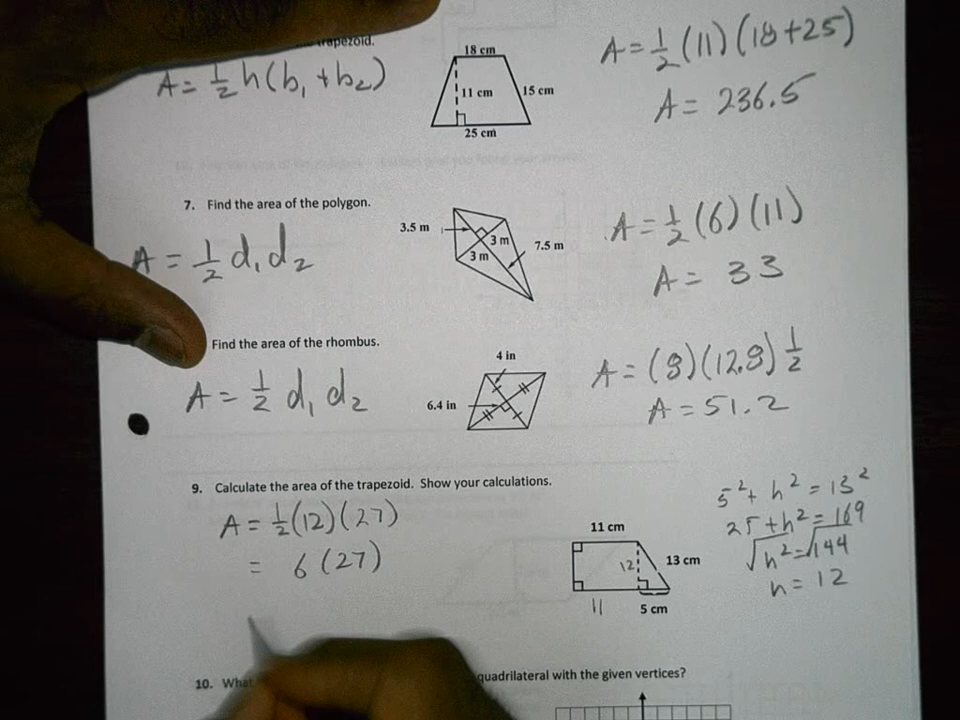 trapezoid.
A = 1/2 h(b₁ + b₂)
18 cm
11 cm
15 cm
25 cm
A = 1/2 (11) (18+25)
A = 236.5
7. Find the area of the polygon.
A = 1/2 d₁ d₂
3.5 m
3 m
3 m
7.5 m
A = 1/2 (6) (11)
A = 33
Find the area of the rhombus.
A = 1/2 d₁ d₂
4 in
6.4 in
A = (8)(12.8) 1/2
A = 51.2
9. Calculate the area of the trapezoid. Show your calculations.
A = 1/2 (12) (27)
= 6 (27)
11 cm
12
13 cm
11
5 cm
5² + h² = 13²
25 + h² = 169
√h² = √144
h = 12
10. What
quadrilateral with the given vertices?